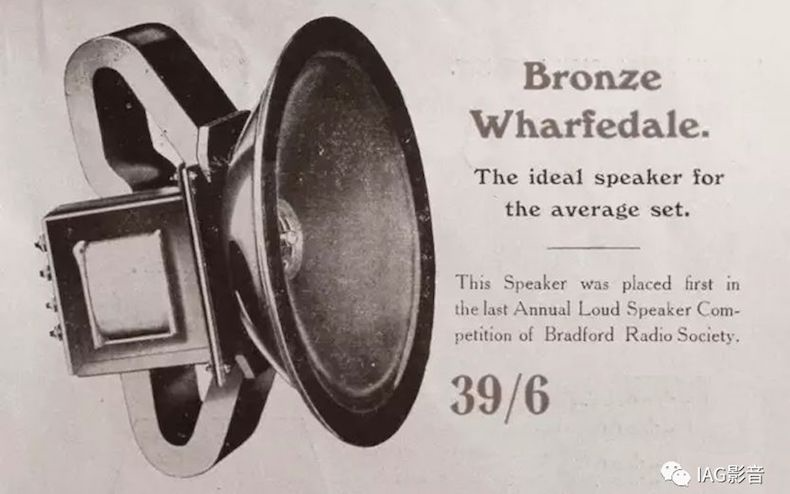 Bronze
Wharfedale.
The ideal speaker for
the average set.
This Speaker was placed first in
the last Annual Loud Speaker Com-
petition of Bradford Radio Society.
39/6
IAG影音